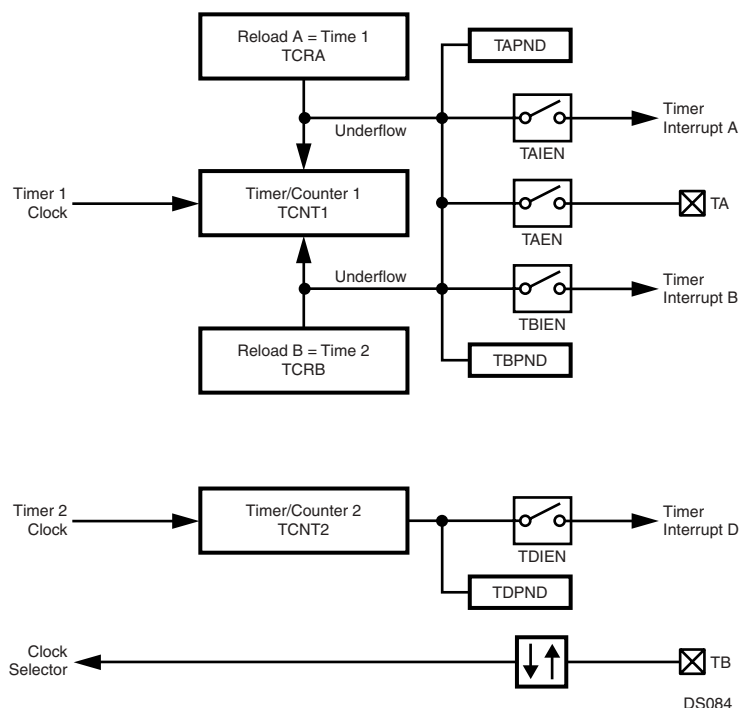 Reload A = Time 1
TCRA
TAPND
Underflow
TAIEN
Timer
Interrupt A
Timer 1
Clock
Timer/Counter 1
TCNT1
TAEN
TA
Underflow
TBIEN
Timer
Interrupt B
Reload B = Time 2
TCRB
TBPND
Timer 2
Clock
Timer/Counter 2
TCNT2
TDIEN
Timer
Interrupt D
TDPND
Clock
Selector
TB
DS084